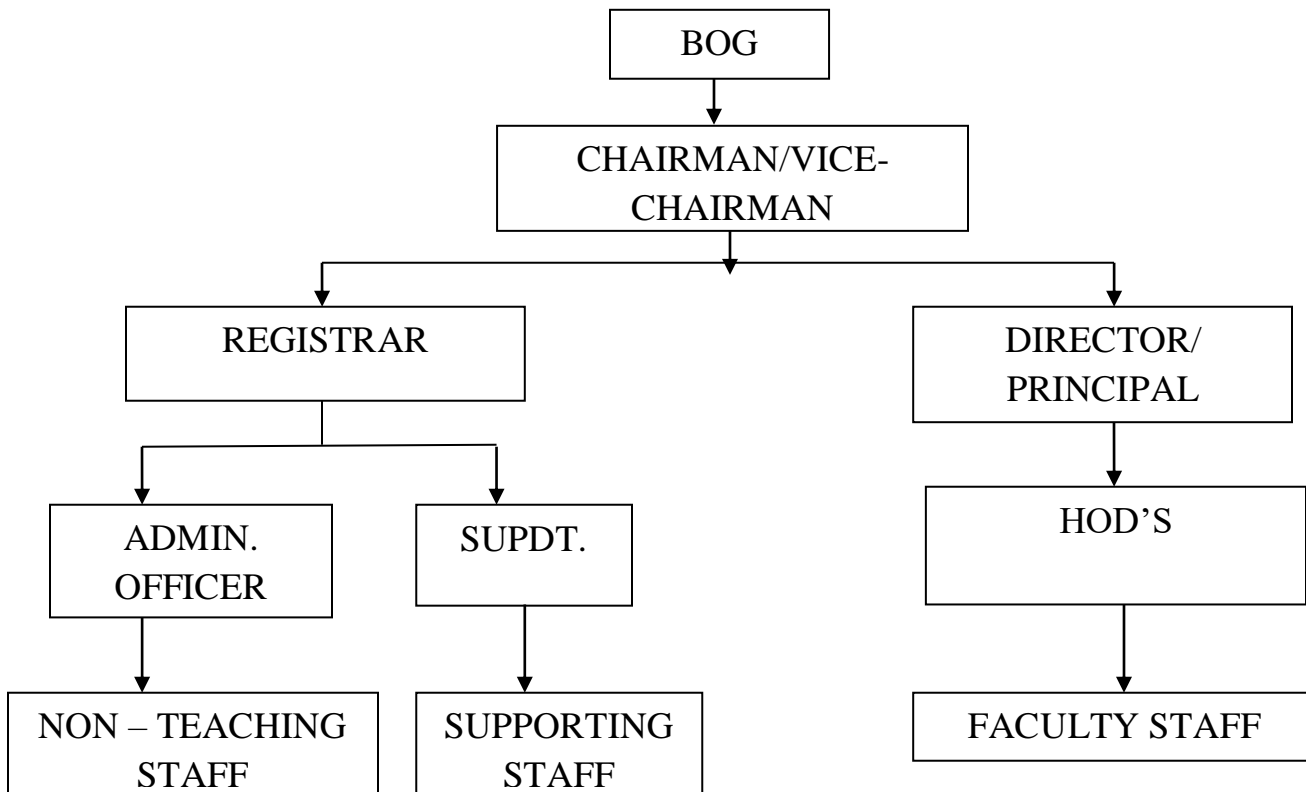 BOG
CHAIRMAN/VICE-
CHAIRMAN
REGISTRAR
DIRECTOR/
PRINCIPAL
ADMIN.
OFFICER
SUPDT.
HOD’S
NON – TEACHING
STAFF
SUPPORTING
STAFF
FACULTY STAFF